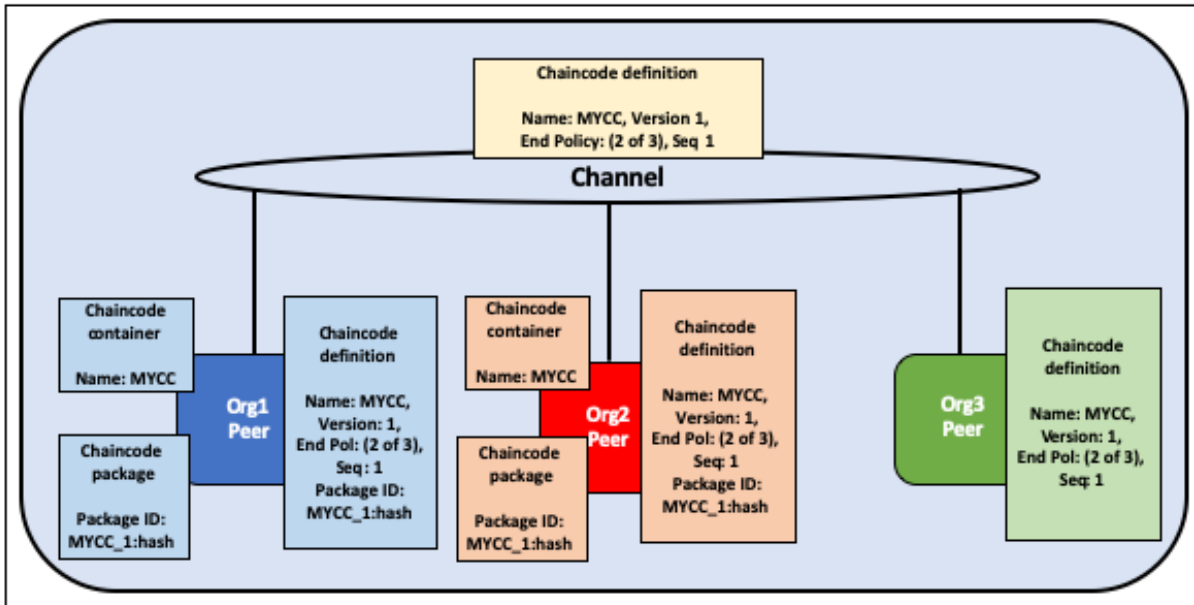 Chaincode definition
Name: MYCC, Version 1,
End Policy: (2 of 3), Seq 1
Channel
Chaincode
container
Name: MYCC
Org1
Peer
Chaincode
package
Package ID:
MYCC_1:hash
Chaincode
definition
Name: MYCC,
Version: 1,
End Pol: (2 of 3),
Seq: 1
Package ID:
MYCC_1:hash
Chaincode
container
Name: MYCC
Org2
Peer
Chaincode
package
Package ID:
MYCC_1:hash
Chaincode
definition
Name: MYCC,
Version: 1,
End Pol: (2 of 3),
Seq: 1
Package ID:
MYCC_1:hash
Org3
Peer
Chaincode
definition
Name: MYCC,
Version: 1,
End Pol: (2 of 3),
Seq: 1